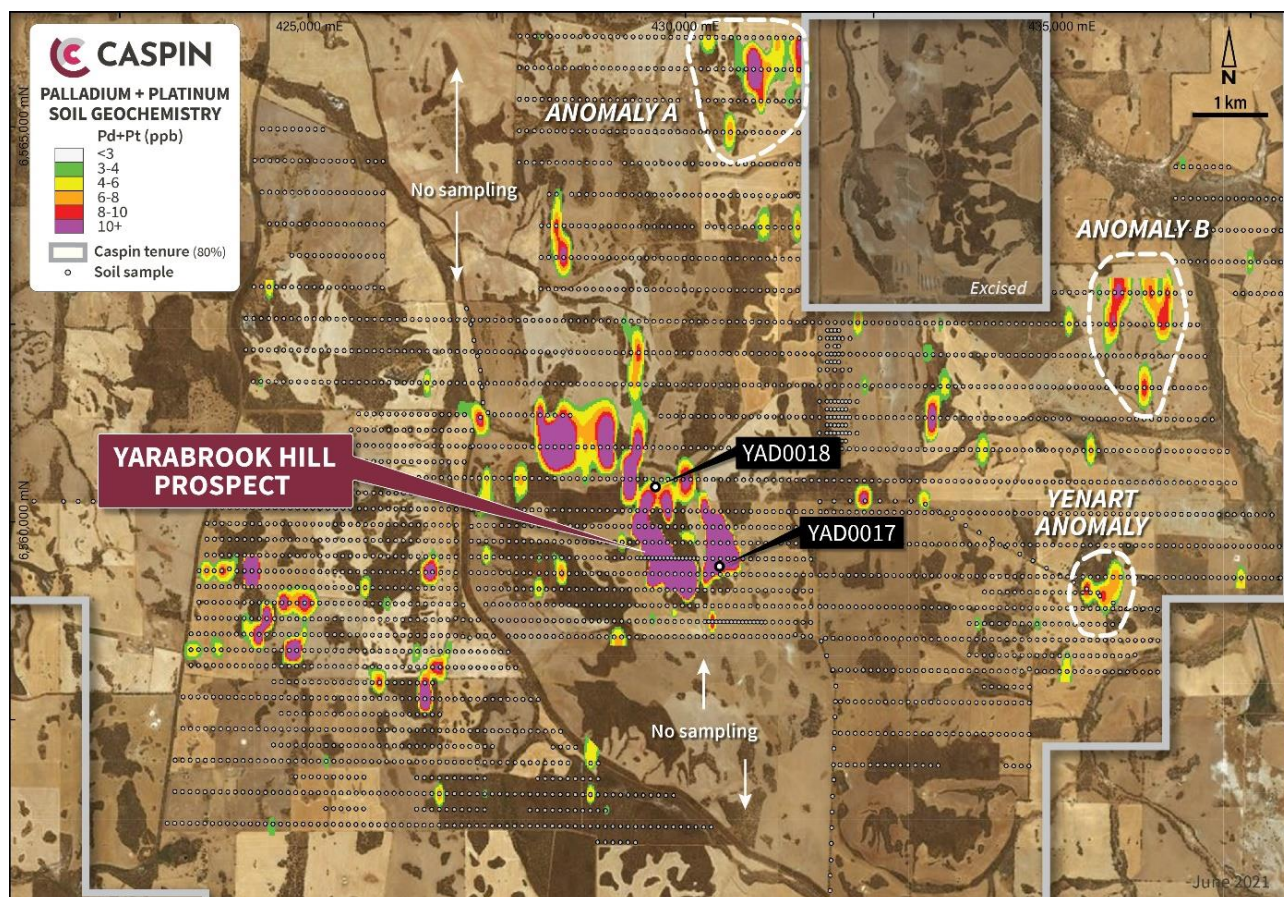 425,000 mE
430,000 mE
435,000 mE
6,565,000 mN
6,560,000 mN
CASPIN
PALLADIUM + PLATINUM
SOIL GEOCHEMISTRY
Pd+Pt (ppb)
<3
3-4
4-6
6-8
8-10
10+
Caspin tenure (80%)
Soil sample
No sampling
ANOMALY A
N
1 km
Excised
ANOMALY B
YARABROOK HILL
PROSPECT
YAD0018
YAD0017
YENART
ANOMALY
No sampling
June 2021